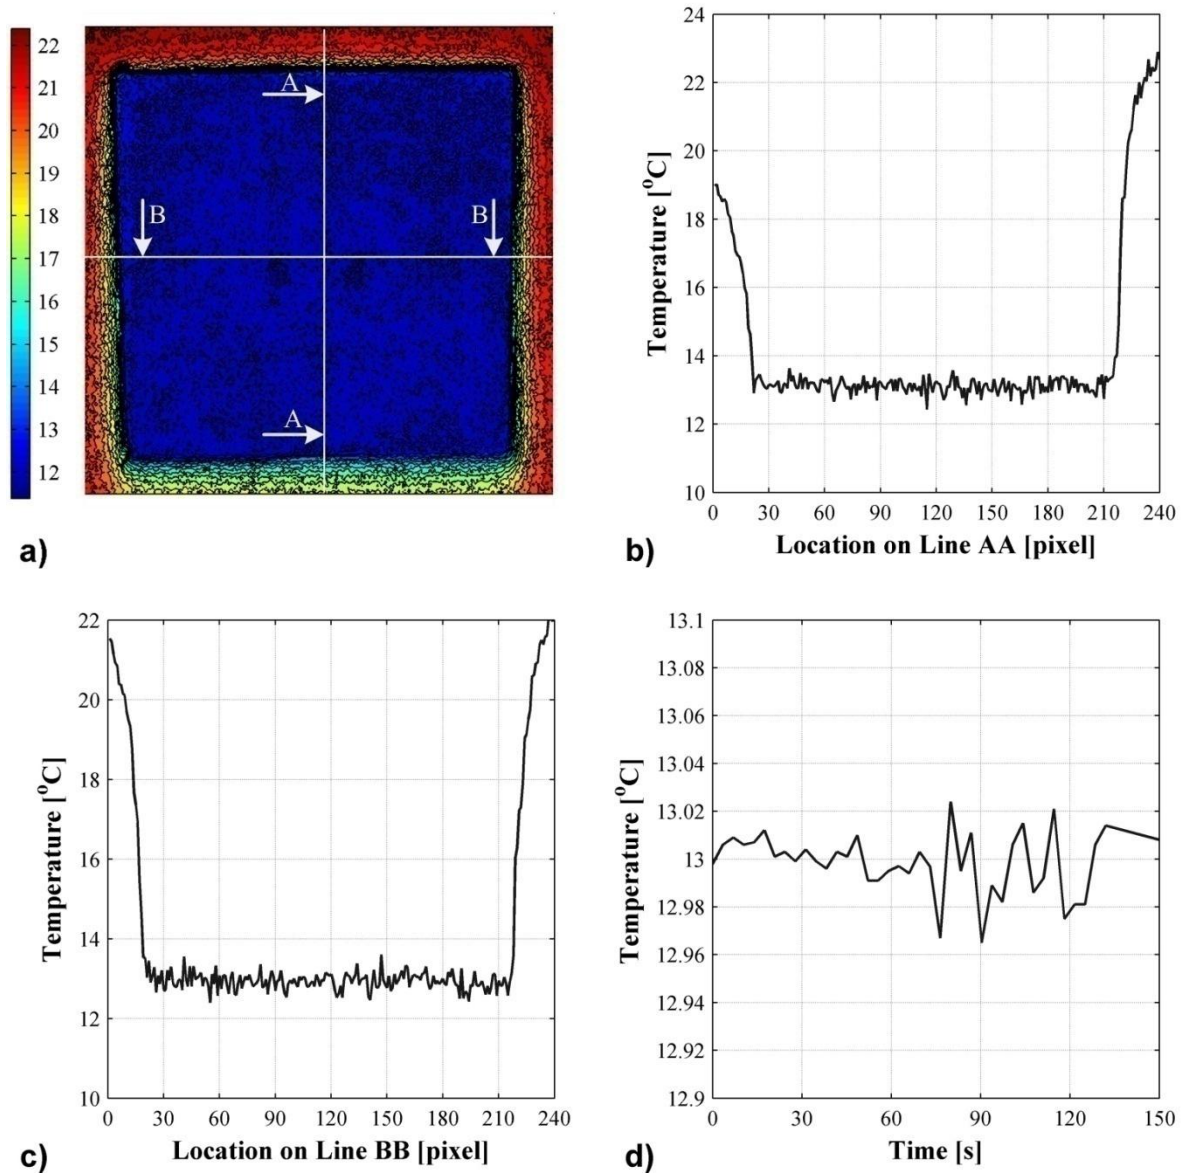 22
21
20
19
18
17
16
15
14
13
12
A
B
B
A
a)
24
22
20
18
16
14
12
10
0 30 60 90 120 150 180 210 240
Temperature [°C]
Location on Line AA [pixel]
b)
22
20
18
16
14
12
10
0 30 60 90 120 150 180 210 240
Temperature [°C]
Location on Line BB [pixel]
c)
13.1
13.08
13.06
13.04
13.02
13
12.98
12.96
12.94
12.92
12.9
0 30 60 90 120 150
Temperature [°C]
Time [s]
d)